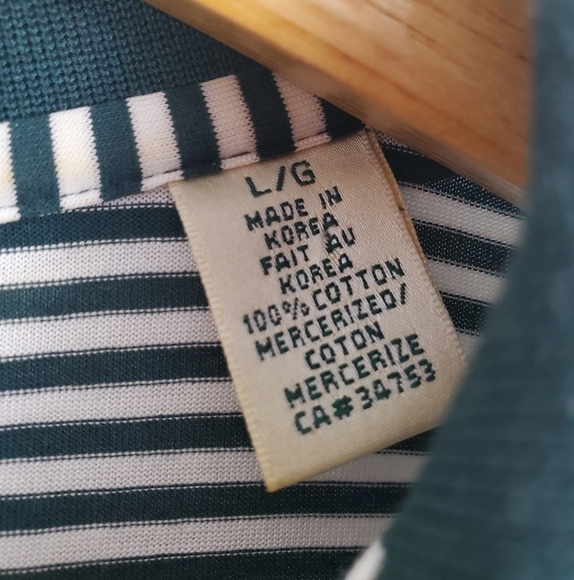 L/G
MADE IN
KOREA
FAIT AU
KOREA
100% COTTON
MERCERIZED/
COTON
MERCERIZE
CA#34753